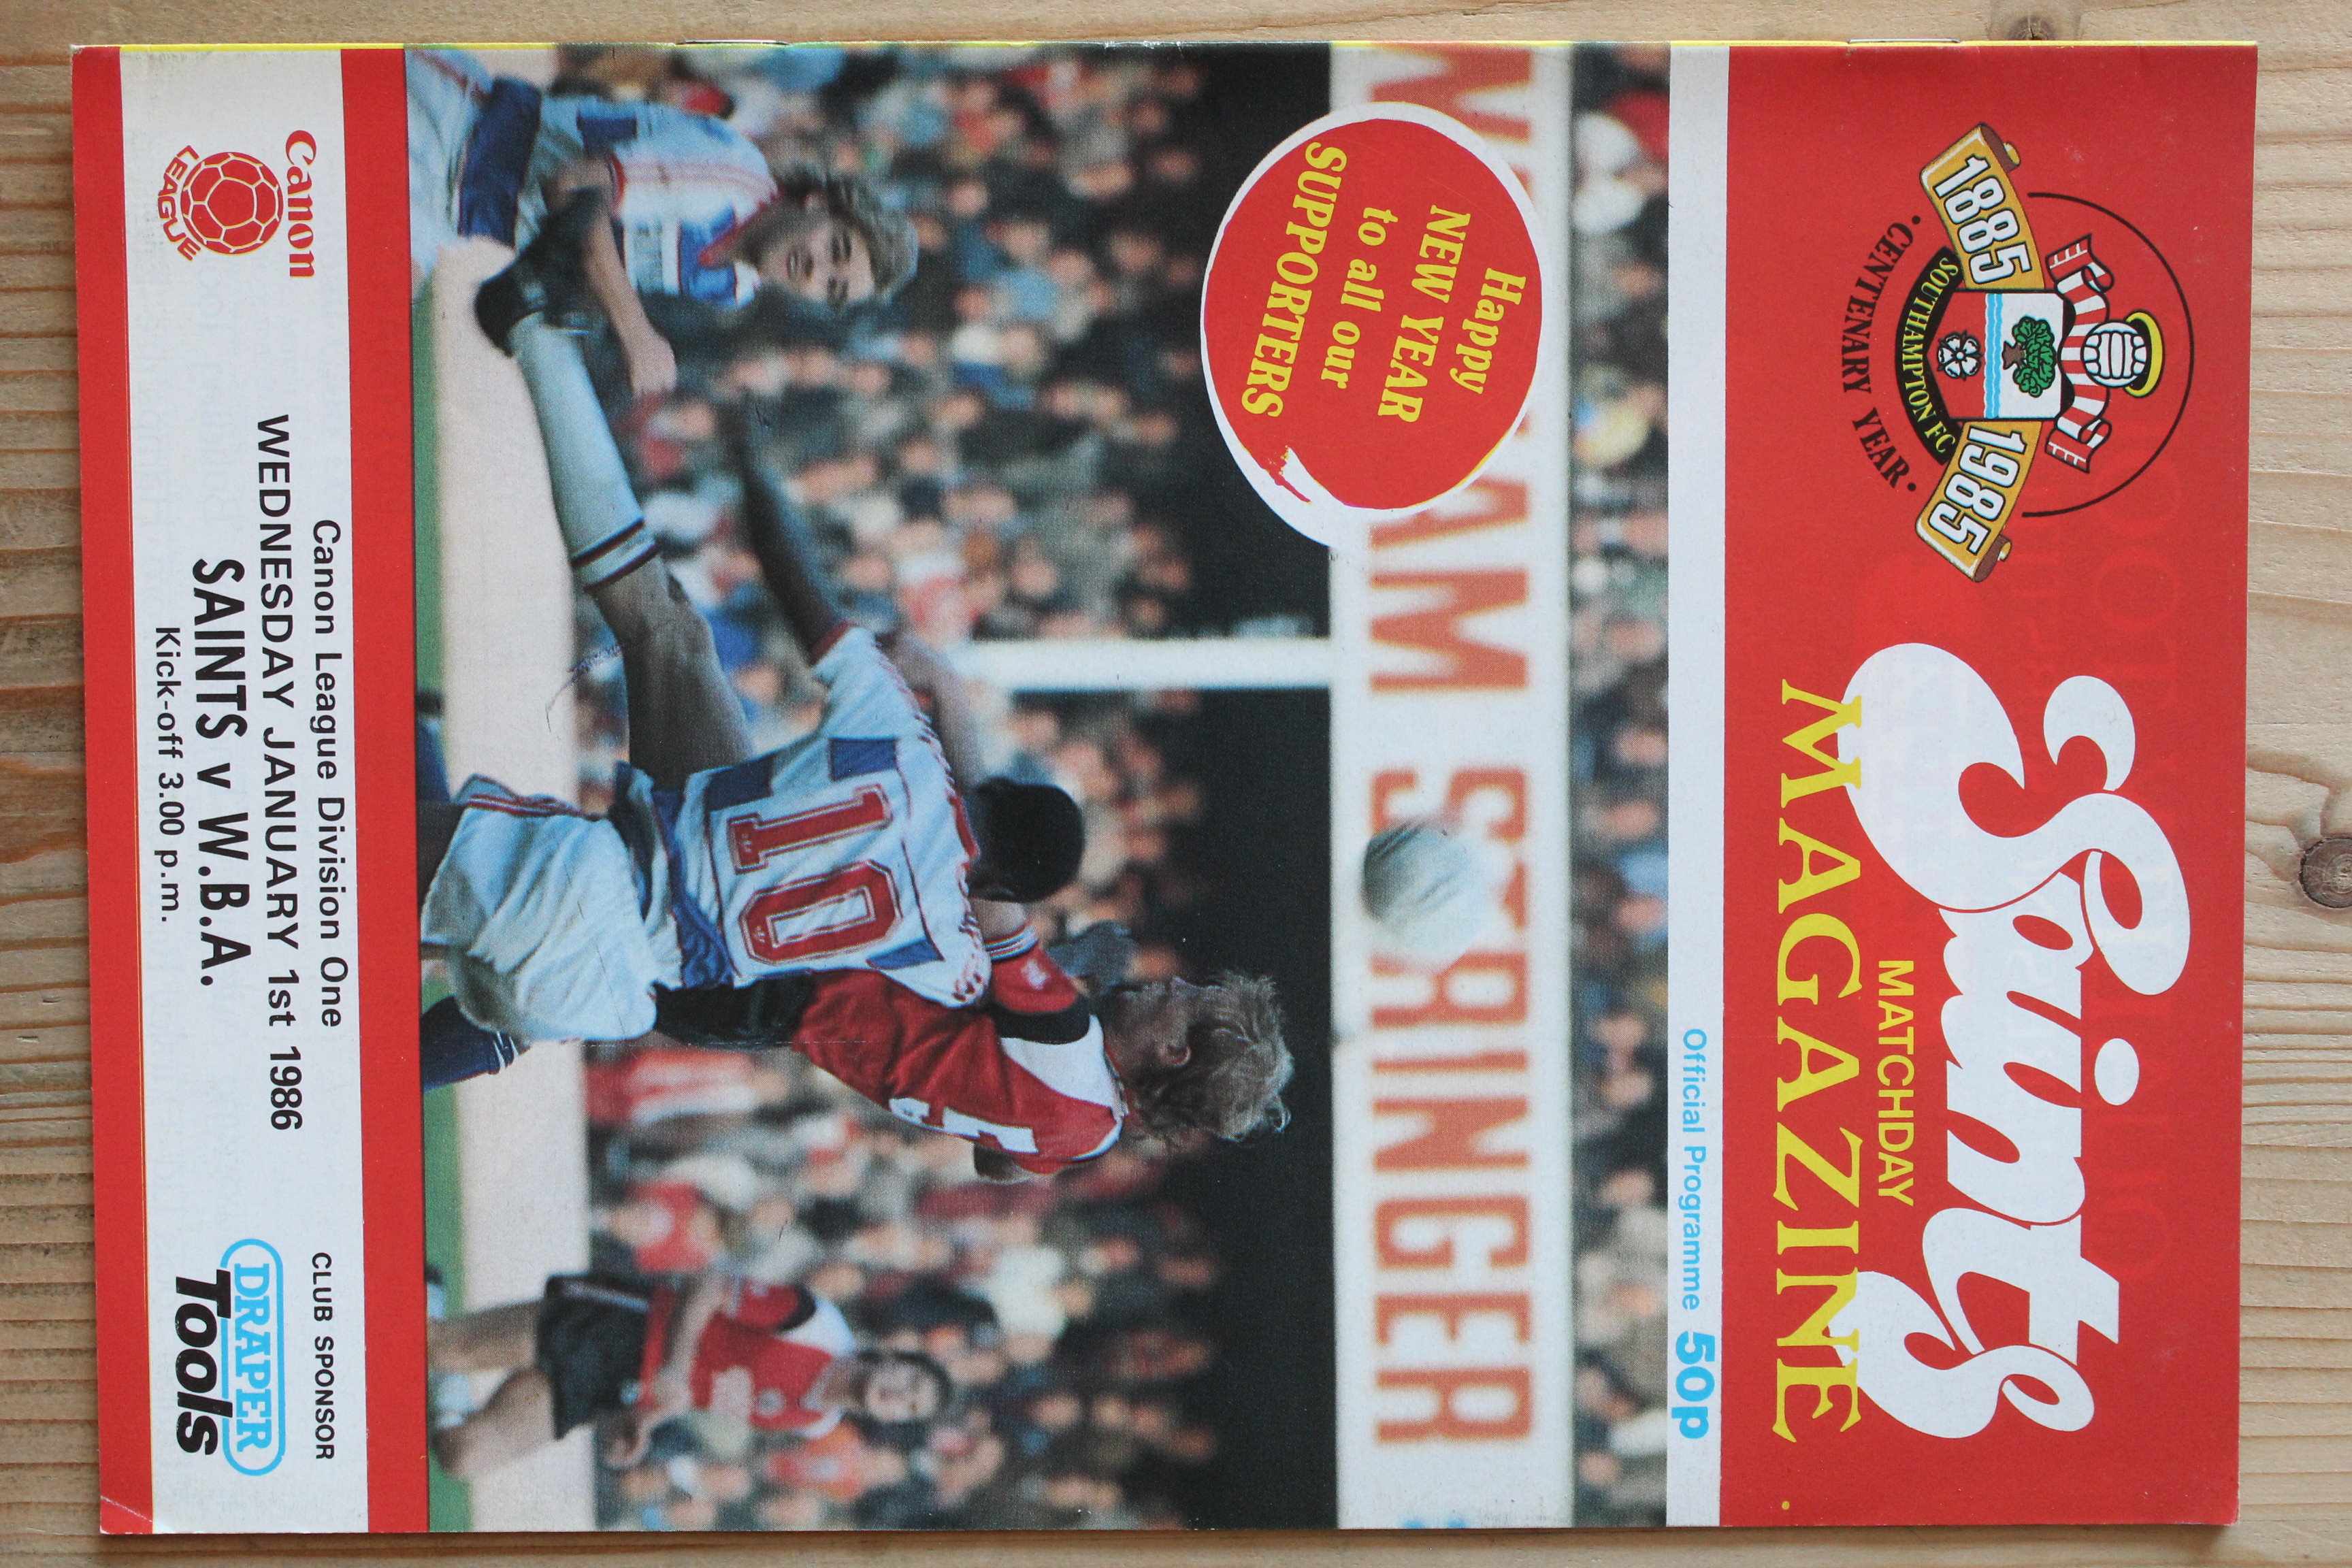 1885
1985
SOUTHAMPTON FC
• CENTENARY YEAR •
Saints
MATCHDAY
MAGAZINE
Official Programme 50p
AM STRINGER
Happy
NEW YEAR
to all our
SUPPORTERS
10
Canon
LEAGUE
Canon League Division One
WEDNESDAY JANUARY 1st 1986
SAINTS v W.B.A.
Kick-off 3.00 p.m.
CLUB SPONSOR
DRAPER
Tools